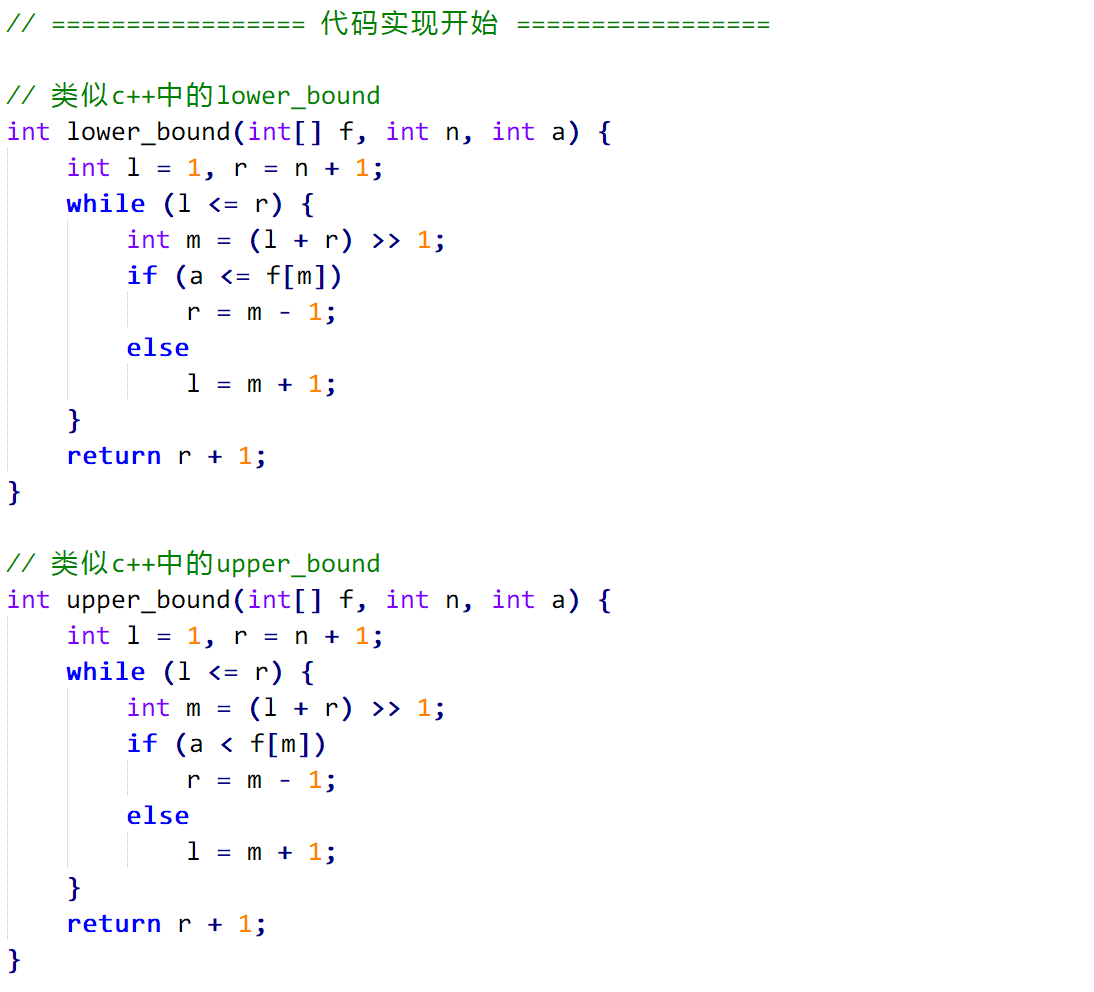 // ================= 代码实现开始 =================

// 类似c++中的lower_bound
int lower_bound(int[] f, int n, int a) {
    int l = 1, r = n + 1;
    while (l <= r) {
        int m = (l + r) >> 1;
        if (a <= f[m])
            r = m - 1;
        else
            l = m + 1;
    }
    return r + 1;
}

// 类似c++中的upper_bound
int upper_bound(int[] f, int n, int a) {
    int l = 1, r = n + 1;
    while (l <= r) {
        int m = (l + r) >> 1;
        if (a < f[m])
            r = m - 1;
        else
            l = m + 1;
    }
    return r + 1;
}